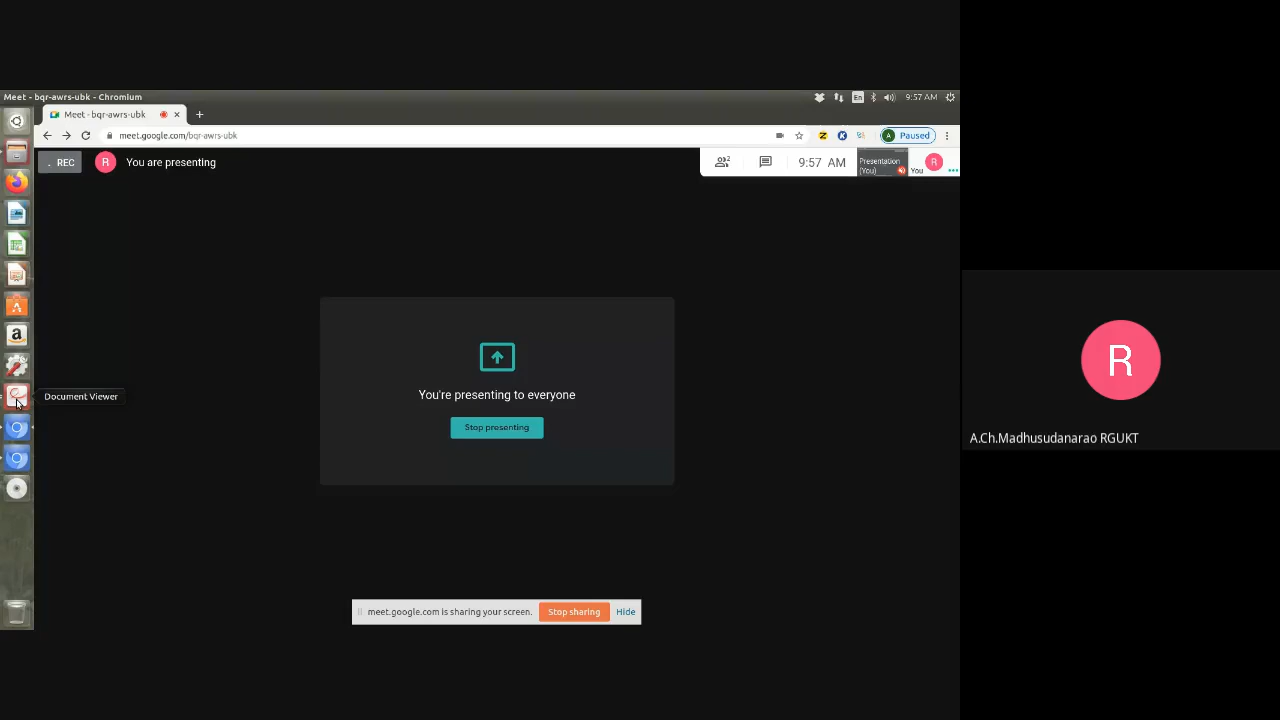 Meet - bqr-awrs-ubk - Chromium
En
9:57 AM
Meet - bqr-awrs-ubk
meet.google.com/bqr-awrs-ubk
A
Paused
. REC
R
You are presenting
2
9:57 AM
Presentation
(You)
You
R
You're presenting to everyone
Stop presenting
Document Viewer
meet.google.com is sharing your screen.
Stop sharing
Hide
R
A.Ch.Madhusudanarao RGUKT